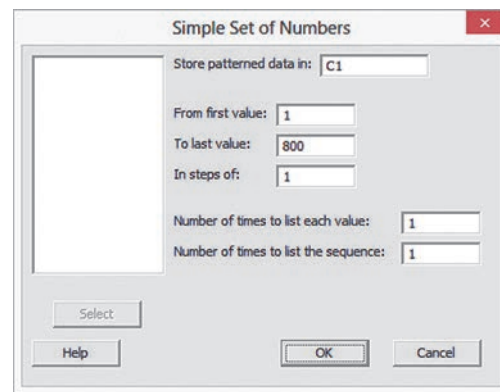 Simple Set of Numbers
Store patterned data in: C1
From first value: 1
To last value: 800
In steps of: 1
Number of times to list each value: 1
Number of times to list the sequence: 1
Select
Help OK Cancel